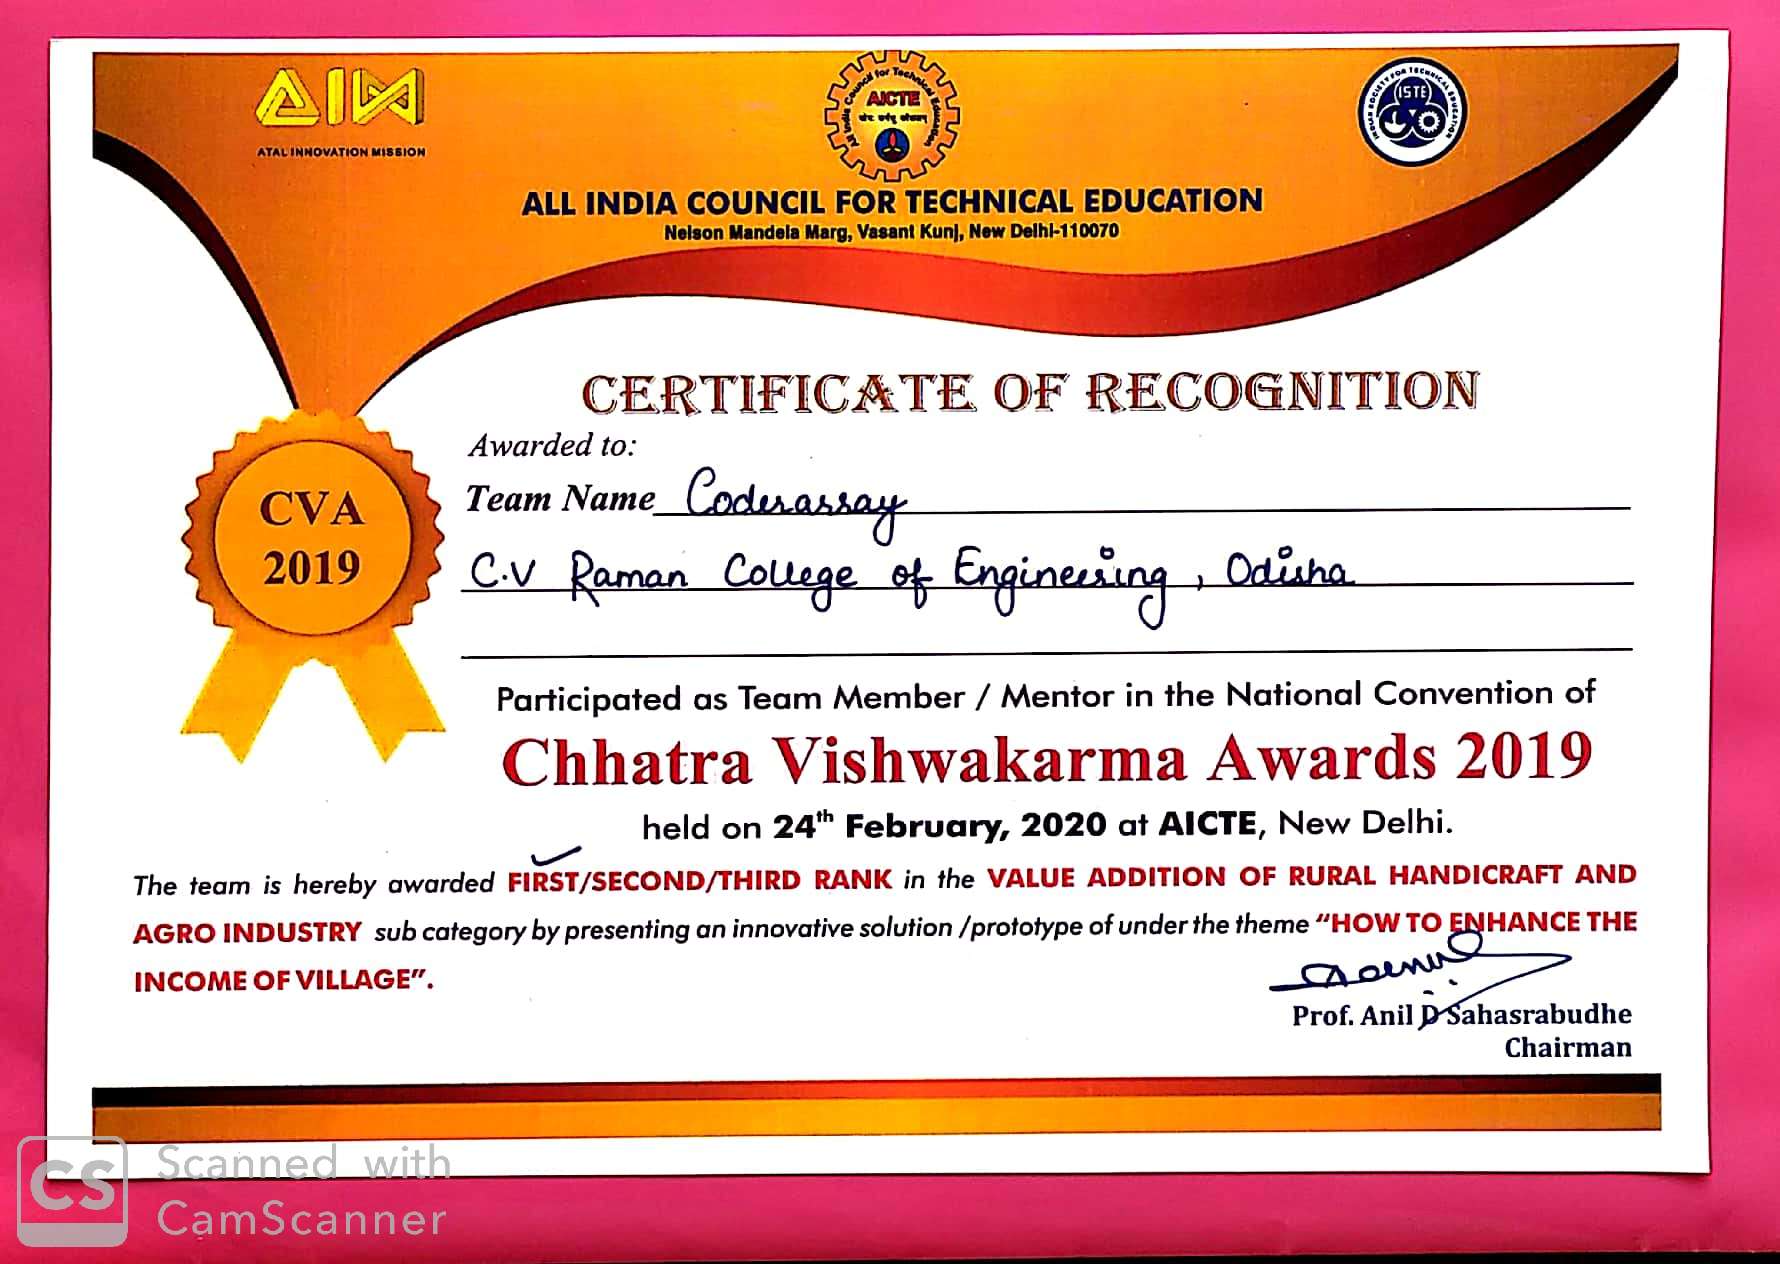 AIM
ATAL INNOVATION MISSION
All India Council for Technical Education
AICTE
INDIAN SOCIETY FOR TECHNICAL EDUCATION
ISTE
ALL INDIA COUNCIL FOR TECHNICAL EDUCATION
Nelson Mandela Marg, Vasant Kunj, New Delhi-110070
CERTIFICATE OF RECOGNITION
Awarded to:
CVA
2019
Team Name Coderassay
C.V Raman College of Engineering, Odisha
Participated as Team Member / Mentor in the National Convention of
Chhatra Vishwakarma Awards 2019
held on 24th February, 2020 at AICTE, New Delhi.
The team is hereby awarded FIRST/SECOND/THIRD RANK in the VALUE ADDITION OF RURAL HANDICRAFT AND
AGRO INDUSTRY sub category by presenting an innovative solution /prototype of under the theme “HOW TO ENHANCE THE
INCOME OF VILLAGE”.
Prof. Anil D Sahasrabudhe
Chairman
CS
Scanned with
CamScanner